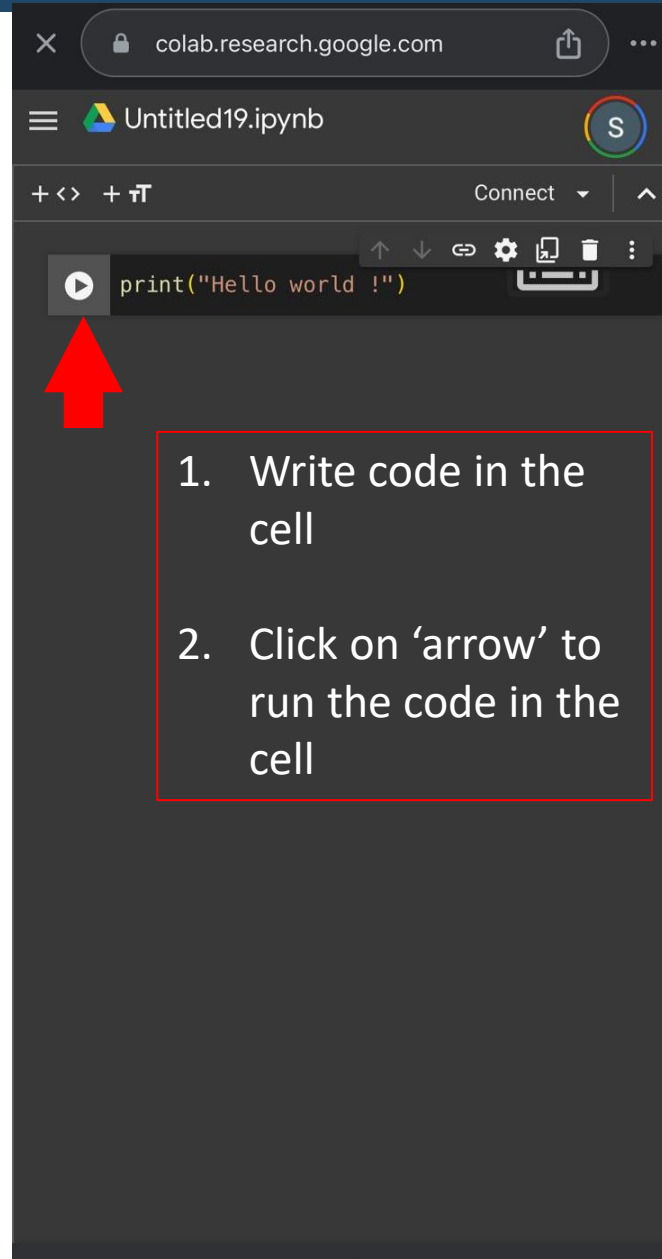 colab.research.google.com
Untitled19.ipynb
S
+<> +TT
Connect
print("Hello world !")
1. Write code in the
cell
2. Click on ‘arrow’ to
run the code in the
cell